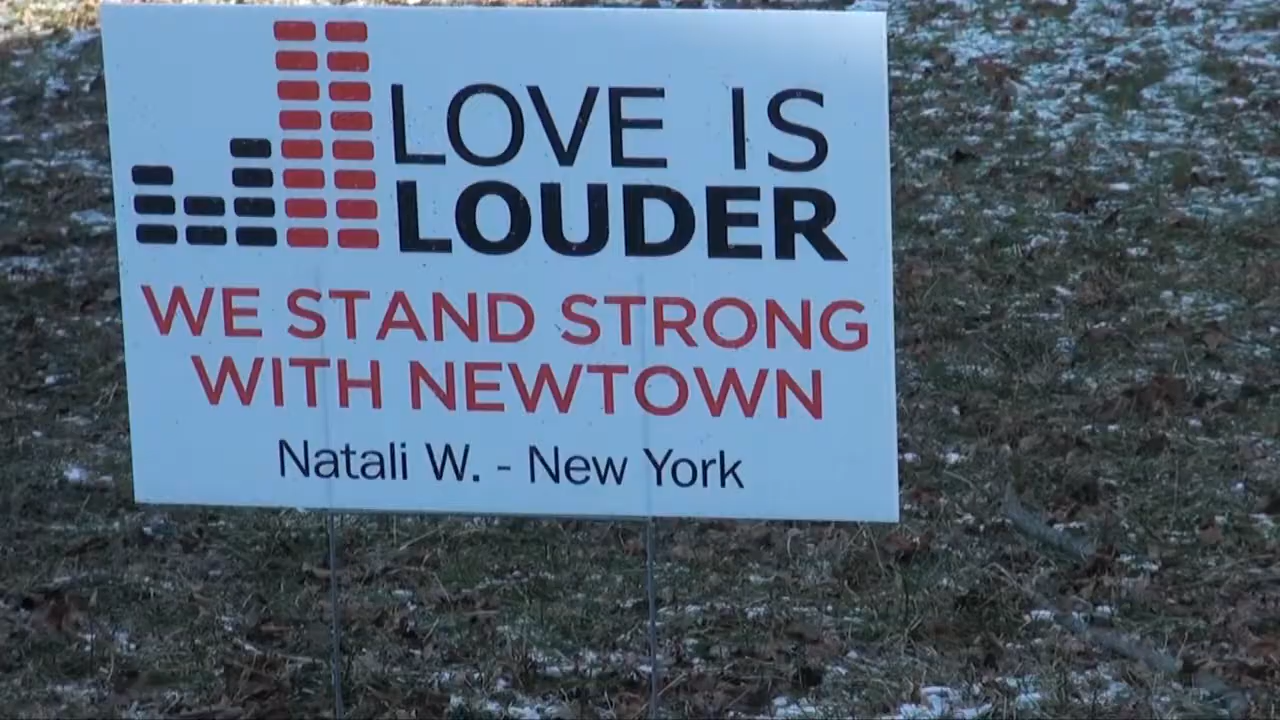 LOVE IS
LOUDER
WE STAND STRONG
WITH NEWTOWN
Natali W. - New York